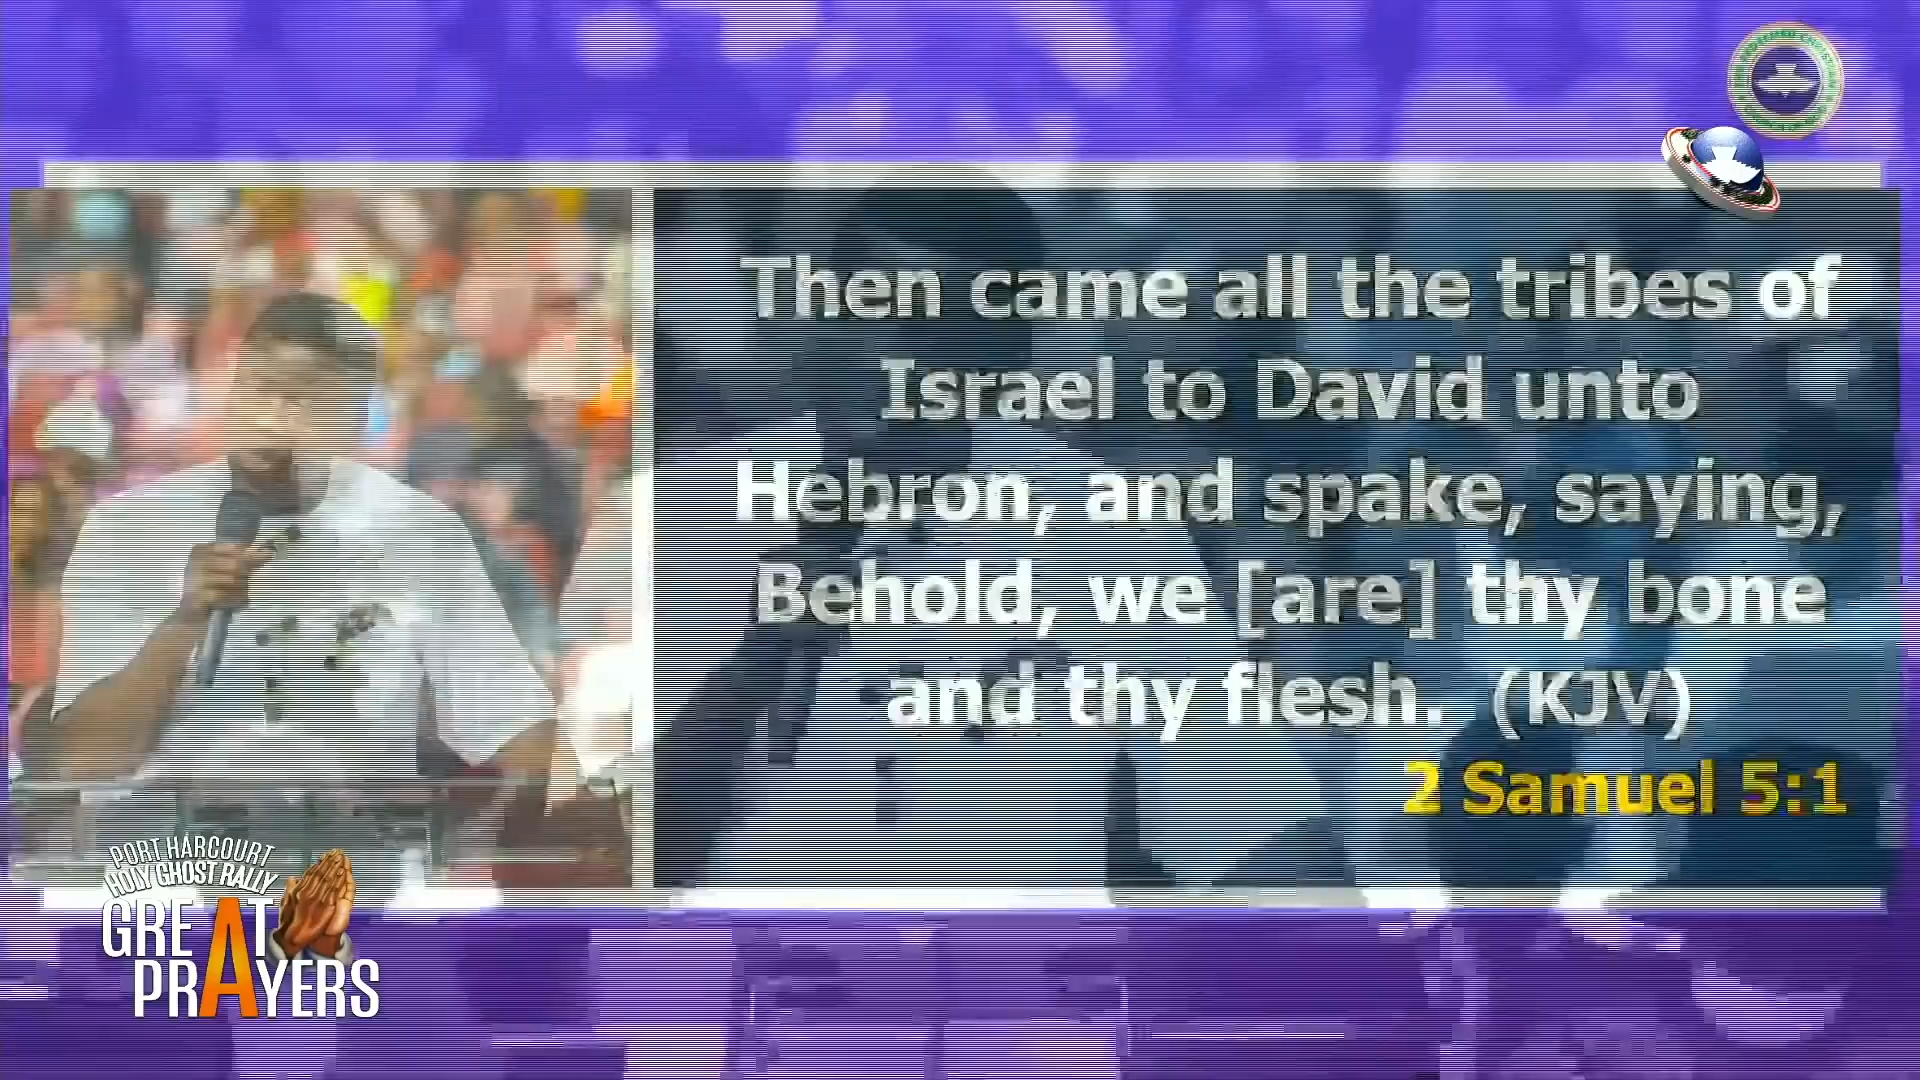 Then came all the tribes of
Israel to David unto
Hebron, and spake, saying,
Behold, we [are] thy bone
and thy flesh. (KJV)
2 Samuel 5:1
PORT HARCOURT
HOLY GHOST RALLY
GREAT
PRAYERS